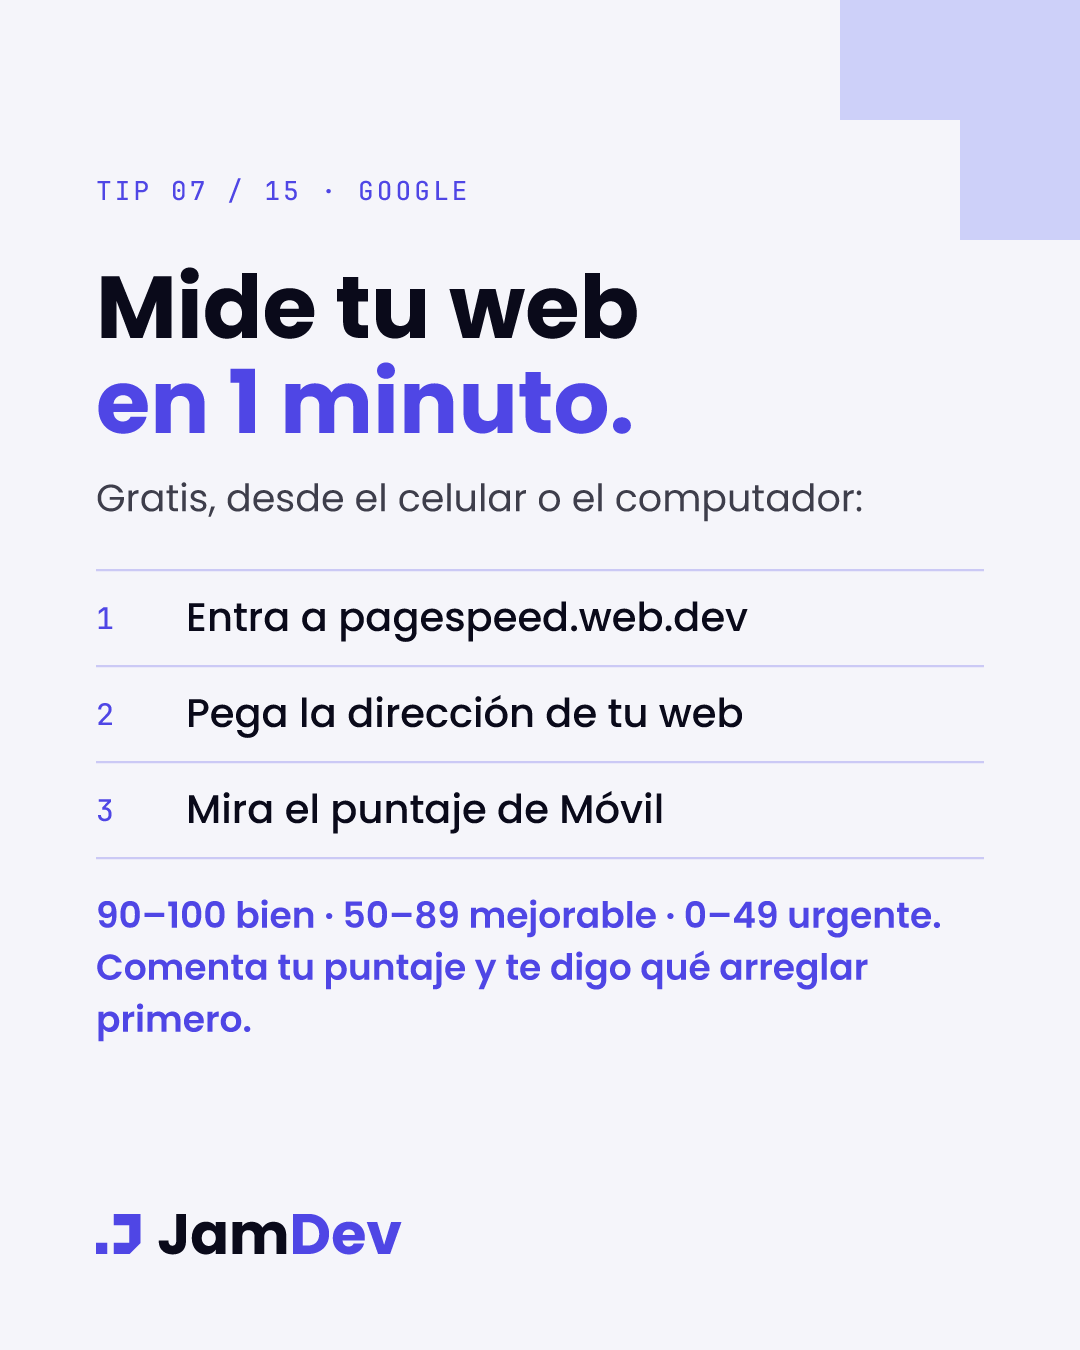 TIP 07 / 15 · GOOGLE
Mide tu web
en 1 minuto.
Gratis, desde el celular o el computador:
1 Entra a pagespeed.web.dev
2 Pega la dirección de tu web
3 Mira el puntaje de Móvil
90–100 bien · 50–89 mejorable · 0–49 urgente.
Comenta tu puntaje y te digo qué arreglar
primero.
JamDev